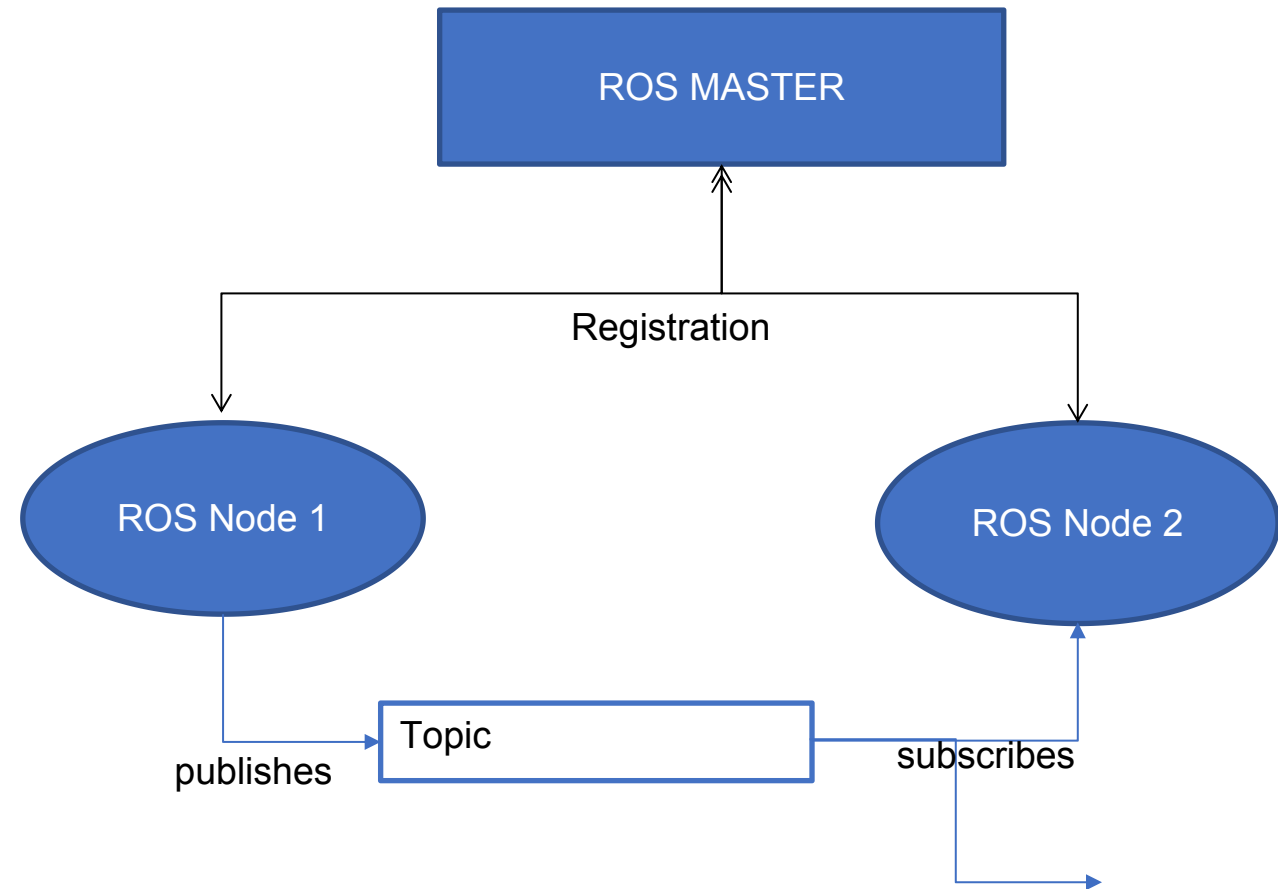 ROS MASTER
Registration
ROS Node 1
ROS Node 2
Topic
publishes
subscribes